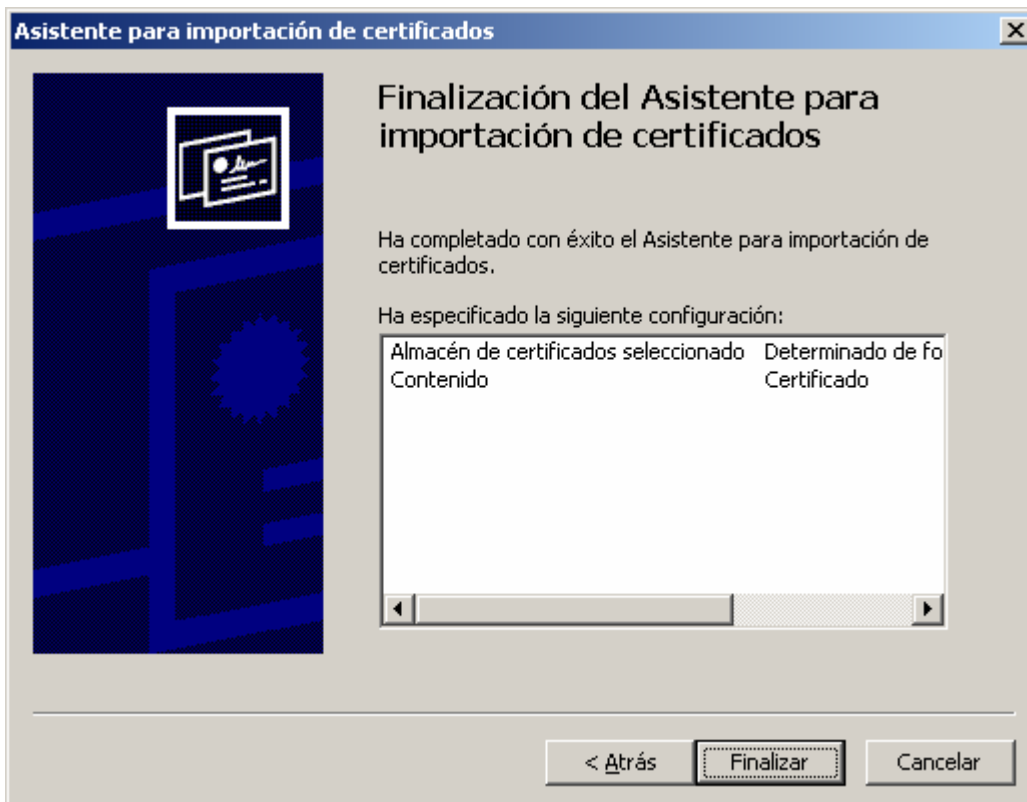 Asistente para importación de certificados
Finalización del Asistente para
importación de certificados
Ha completado con éxito el Asistente para importación de
certificados.
Ha especificado la siguiente configuración:
Almacén de certificados seleccionado Determinado de fo
Contenido Certificado
< Atrás Finalizar Cancelar